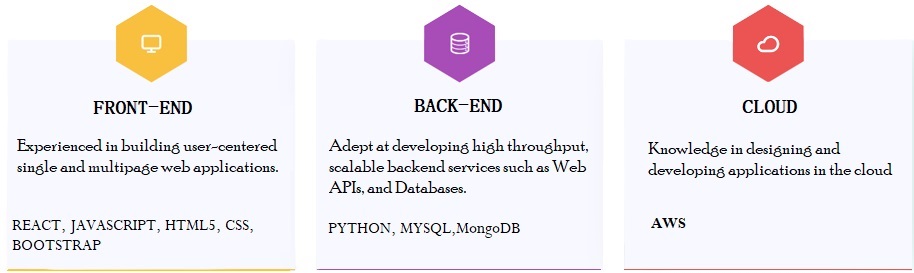 FRONT-END
Experienced in building user-centered
single and multipage web applications.
REACT, JAVASCRIPT, HTML5, CSS,
BOOTSTRAP
BACK-END
Adept at developing high throughput,
scalable backend services such as Web
APIs, and Databases.
PYTHON, MYSQL,MongoDB
CLOUD
Knowledge in designing and
developing applications in the cloud
AWS